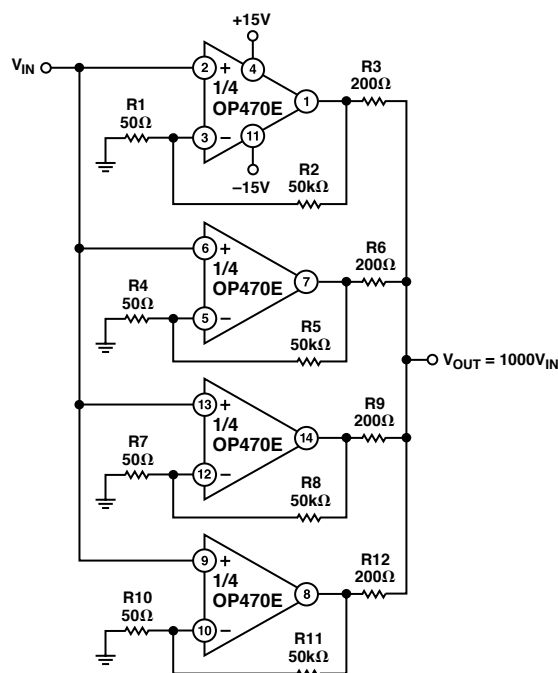 +15V
V_IN
2
+
4
1/4
OP470E
1
R3
200Ω
R1
50Ω
3
−
11
R2
50kΩ
−15V
6
+
1/4
OP470E
7
R6
200Ω
R4
50Ω
5
−
R5
50kΩ
V_OUT = 1000V_IN
13
+
1/4
OP470E
14
R9
200Ω
R7
50Ω
12
−
R8
50kΩ
9
+
1/4
OP470E
8
R12
200Ω
R10
50Ω
10
−
R11
50kΩ